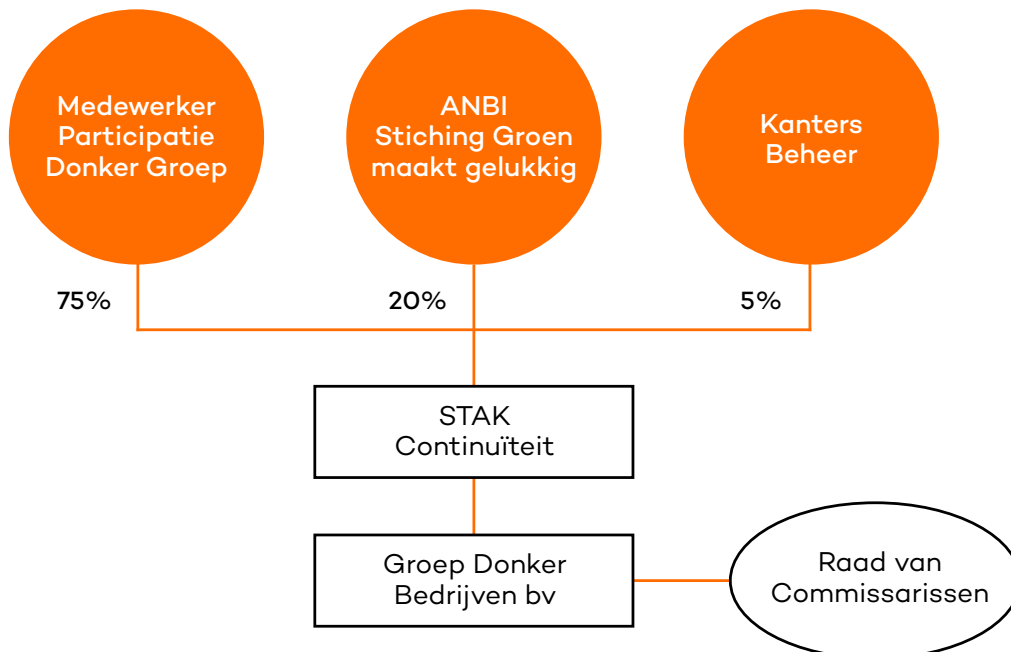 Medewerker
Participatie
Donker Groep
ANBI
Stiching Groen
maakt gelukkig
Kanters
Beheer
75%
20%
5%
STAK
Continuïteit
Groep Donker
Bedrijven bv
Raad van
Commissarissen